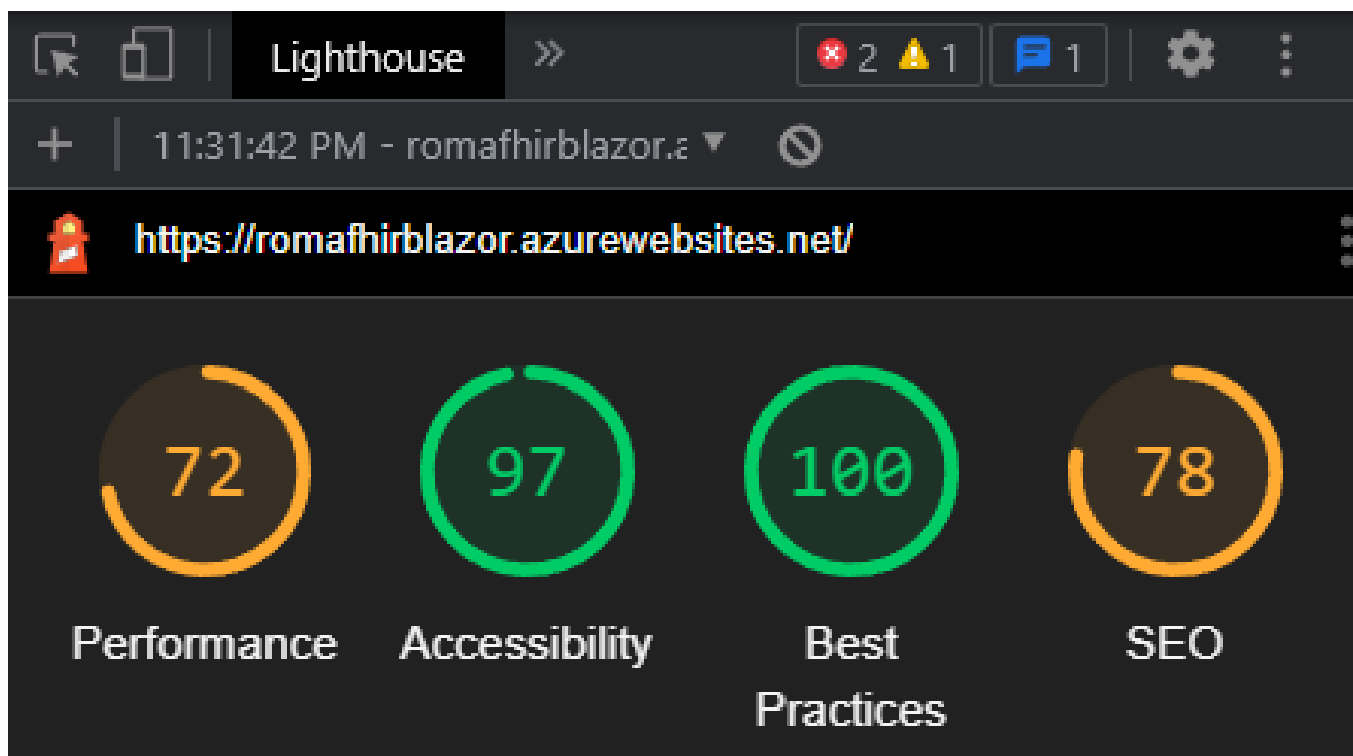 Lighthouse » 2 1 1
+ 11:31:42 PM - romafhirblazor.a
https://romafhirblazor.azurewebsites.net/
72 97 100 78
Performance Accessibility Best Practices SEO